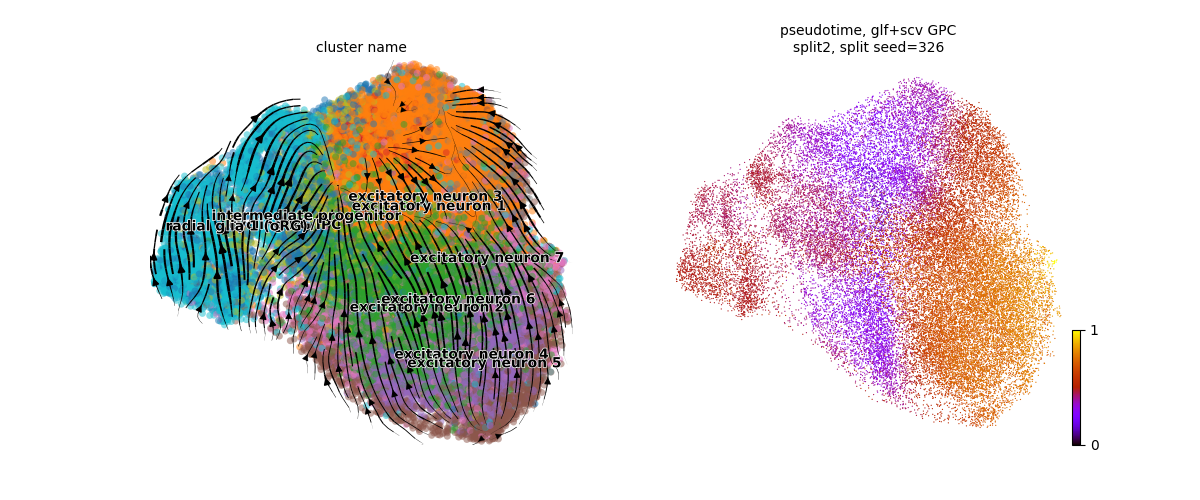 cluster name
pseudotime, glf+scv GPC
split2, split seed=326
excitatory neuron 3
excitatory neuron 1
intermediate progenitor
radial glia 1 (oRG)/IPC
excitatory neuron 7
excitatory neuron 6
excitatory neuron 2
excitatory neuron 4
excitatory neuron 5
1
0